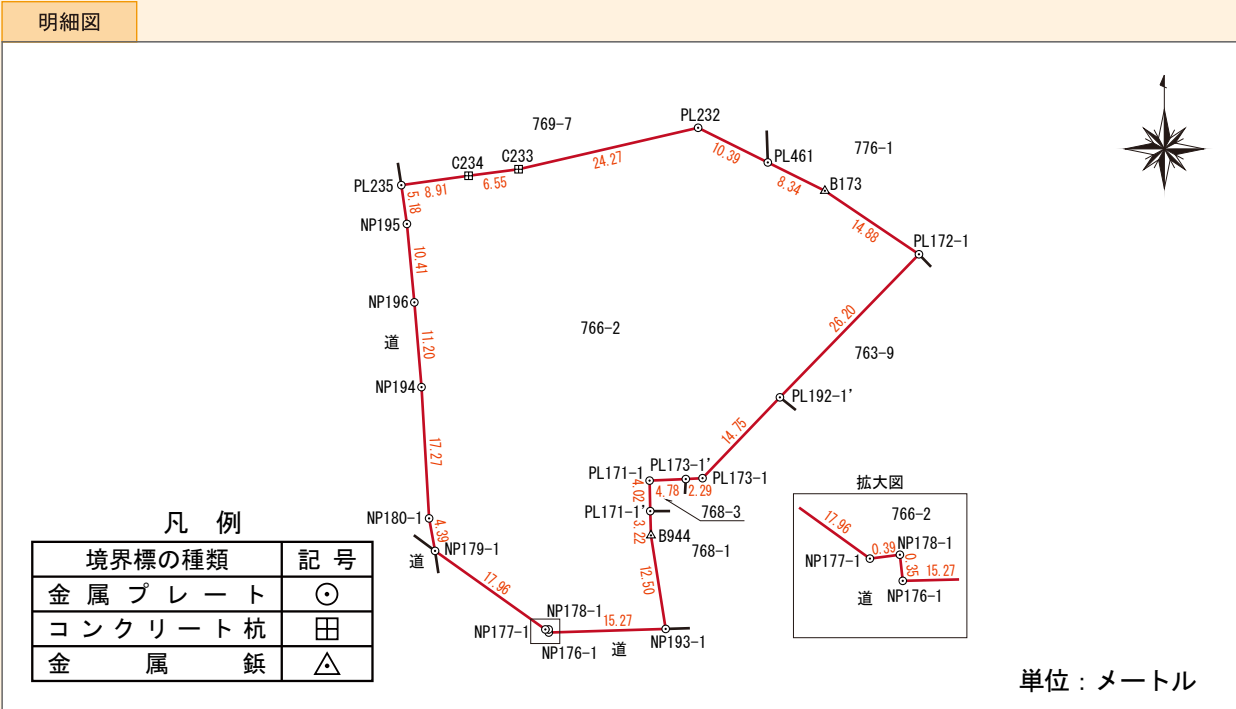 明細図
PL232
769-7
776-1
C233
PL461
C234
10.39
24.27
PL235
8.91
6.55
8.34
B173
5.18
14.88
NP195
PL172-1
10.41
NP196
26.20
766-2
道
11.20
763-9
NP194
PL192-1'
14.75
17.27
PL171-1
PL173-1'
PL173-1
4.02
4.78
2.29
拡大図
PL171-1'
768-3
17.96
766-2
NP180-1
3.22
B944
凡 例
4.39
768-1
NP178-1
境界標の種類 記 号
NP179-1
0.39
道
NP177-1
0.35
15.27
金 属 プ レ ー ト
17.96
12.50
道
NP176-1
コ ン ク リ ー ト 杭
NP178-1
15.27
NP177-1
NP193-1
金 属 鋲
NP176-1
道
単位：メートル